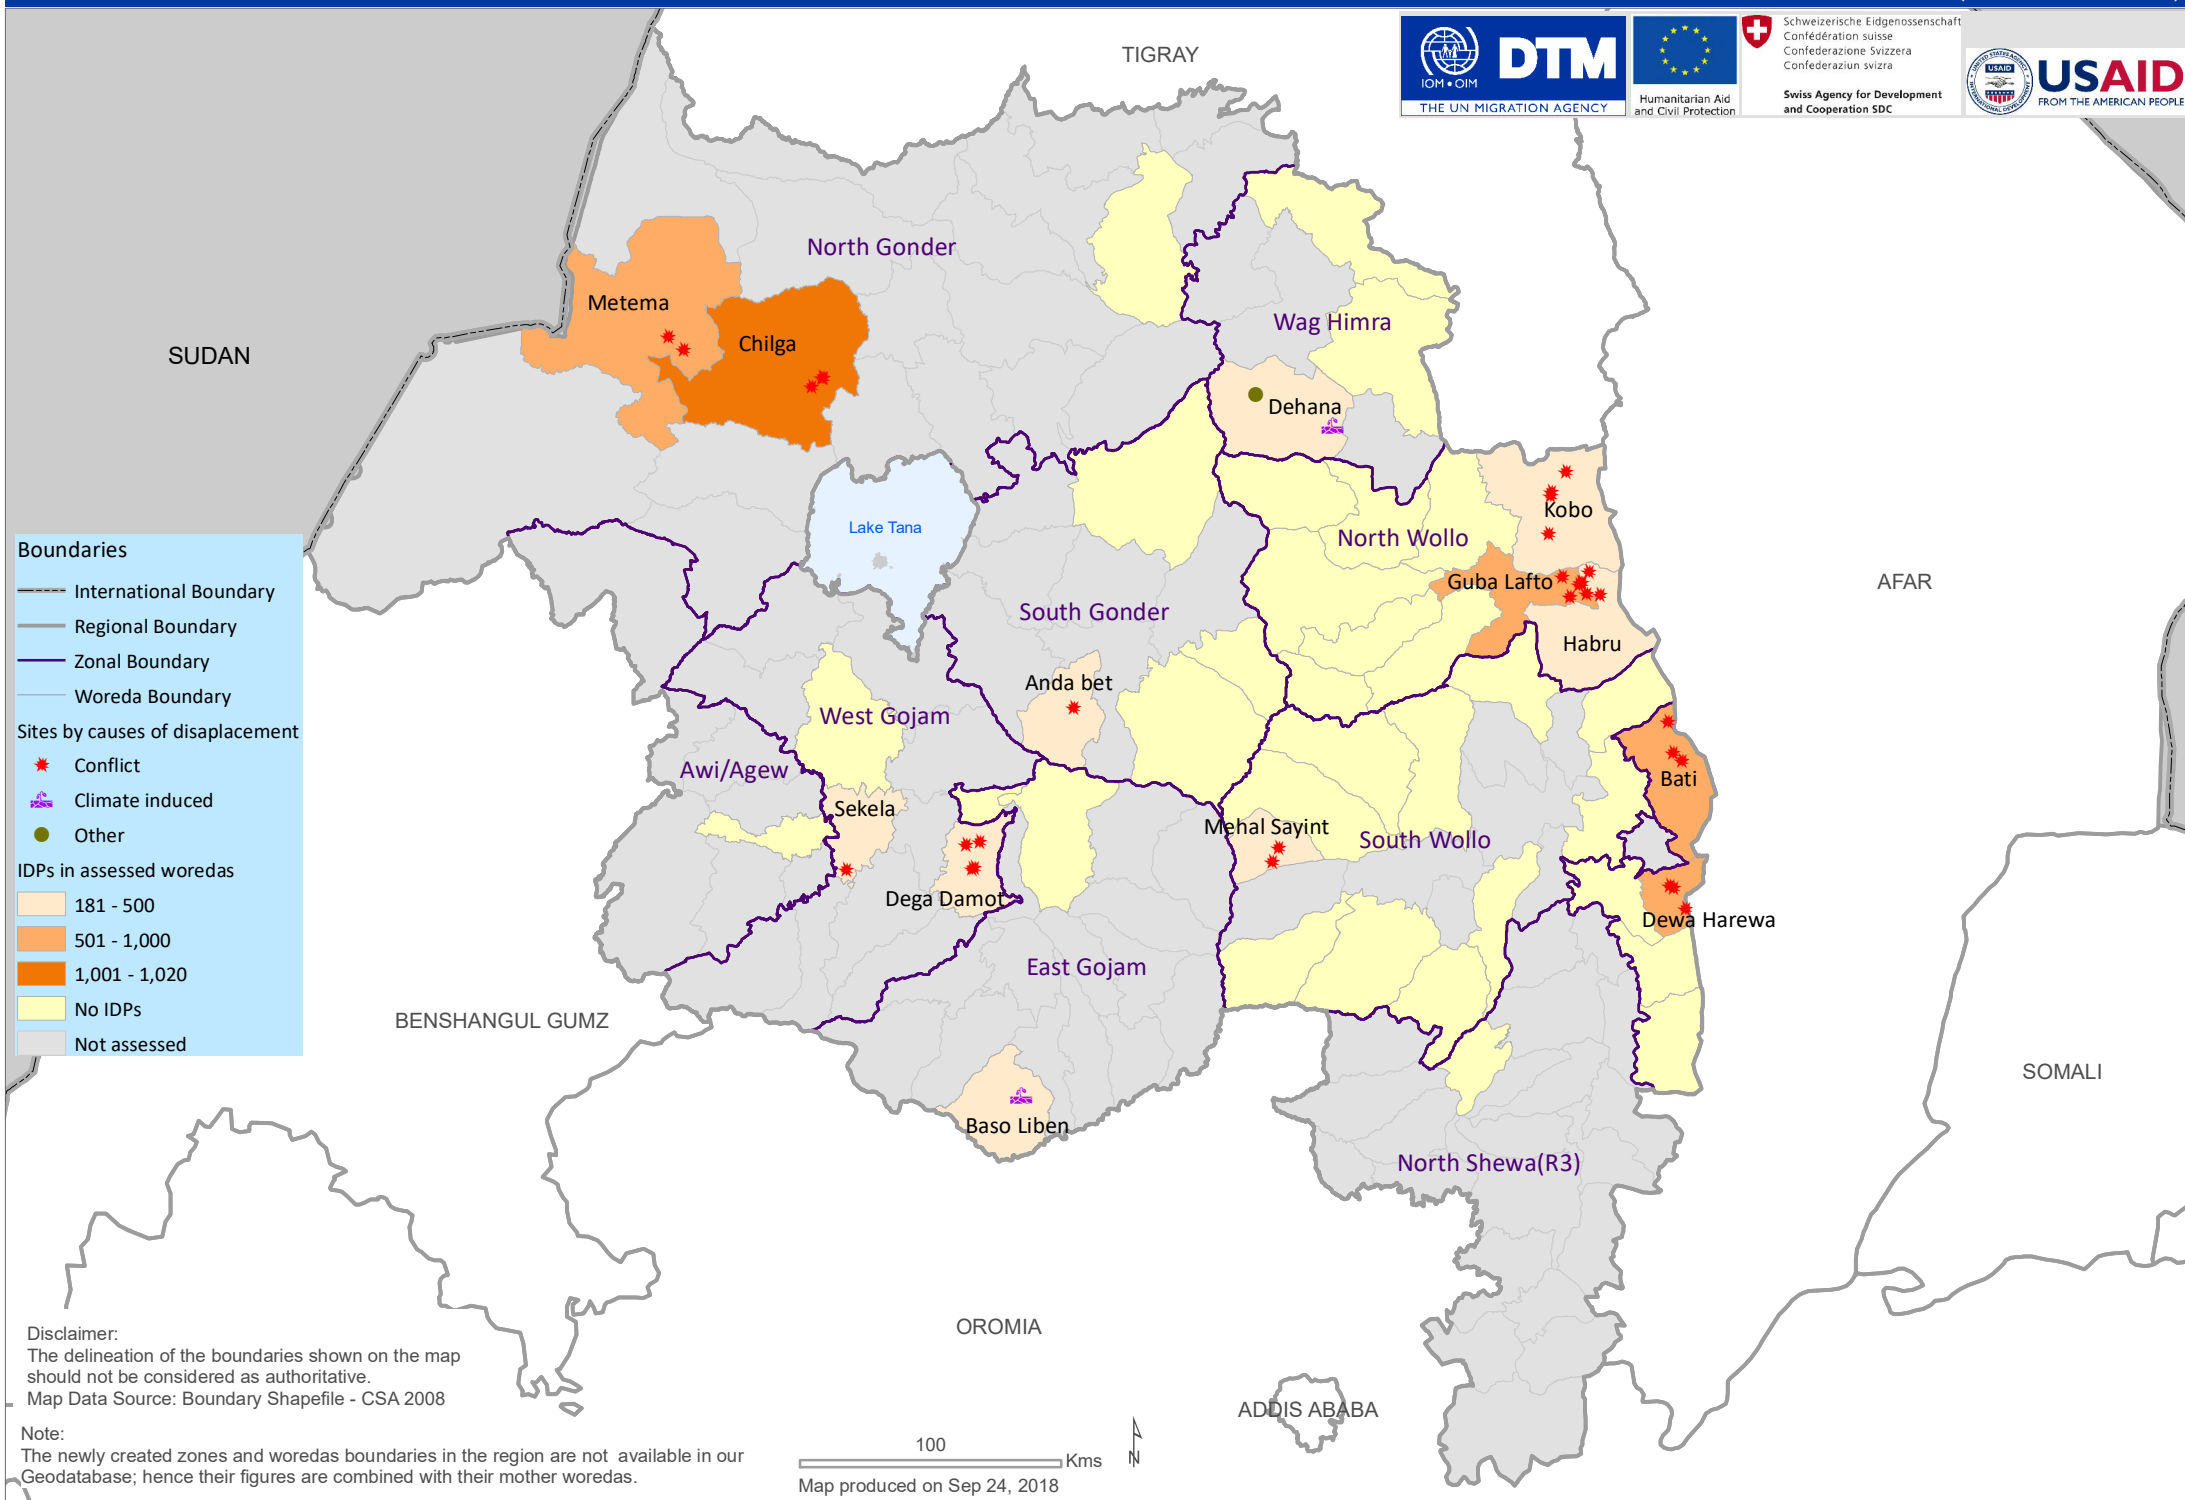 TIGRAY
IOM • OIM
DTM
THE UN MIGRATION AGENCY
Humanitarian Aid
and Civil Protection
Schweizerische Eidgenossenschaft
Confédération suisse
Confederazione Svizzera
Confederaziun svizra
Swiss Agency for Development
and Cooperation SDC
USAID
USAID
FROM THE AMERICAN PEOPLE
North Gonder
Metema
Chilga
SUDAN
Wag Himra
Dehana
Lake Tana
Kobo
North Wollo
Guba Lafto
AFAR
South Gonder
Habru
Anda bet
West Gojam
Awi/Agew
Bati
Sekela
Mehal Sayint
South Wollo
Dega Damot
Dewa Harewa
East Gojam
BENSHANGUL GUMZ
SOMALI
Baso Liben
North Shewa(R3)
OROMIA
ADDIS ABABA
Boundaries
International Boundary
Regional Boundary
Zonal Boundary
Woreda Boundary
Sites by causes of disaplacement
Conflict
Climate induced
Other
IDPs in assessed woredas
181 - 500
501 - 1,000
1,001 - 1,020
No IDPs
Not assessed
Disclaimer:
The delineation of the boundaries shown on the map
should not be considered as authoritative.
Map Data Source: Boundary Shapefile - CSA 2008
Note:
The newly created zones and woredas boundaries in the region are not available in our
Geodatabase; hence their figures are combined with their mother woredas.
100
Kms
N
Map produced on Sep 24, 2018